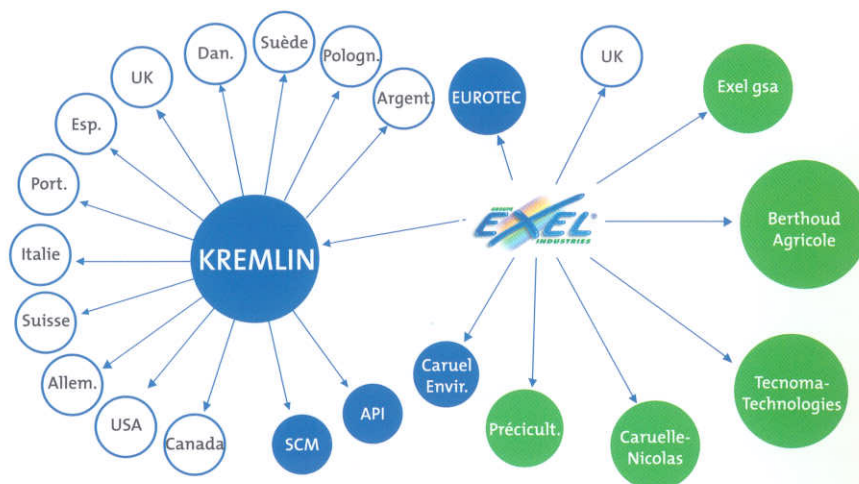 Suède
Dan.
Pologn.
UK
UK
Argent.
Exel gsa
EUROTEC
Esp.
Port.
GROUPE
EXEL®
INDUSTRIES
Berthoud
Agricole
Italie
KREMLIN
Suisse
Allem.
Caruel
Envir.
Tecnoma-
Technologies
USA
Canada
SCM
API
Précicult.
Caruelle-
Nicolas